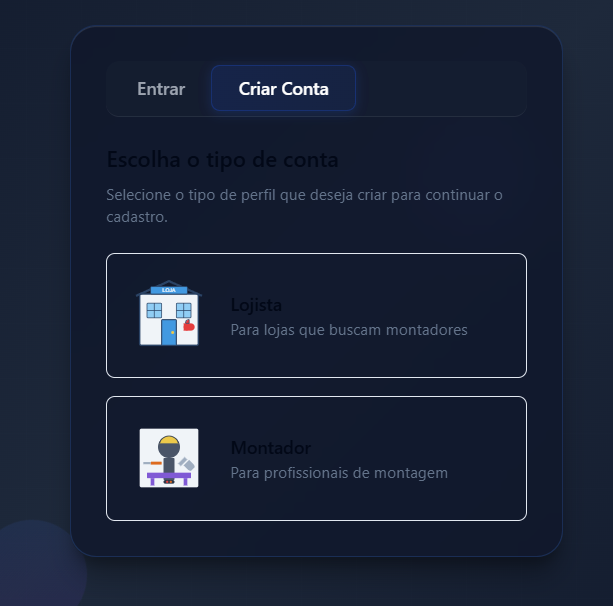 Entrar
Criar Conta
Escolha o tipo de conta
Selecione o tipo de perfil que deseja criar para continuar o
cadastro.
LOJA
Lojista
Para lojas que buscam montadores
Montador
Para profissionais de montagem